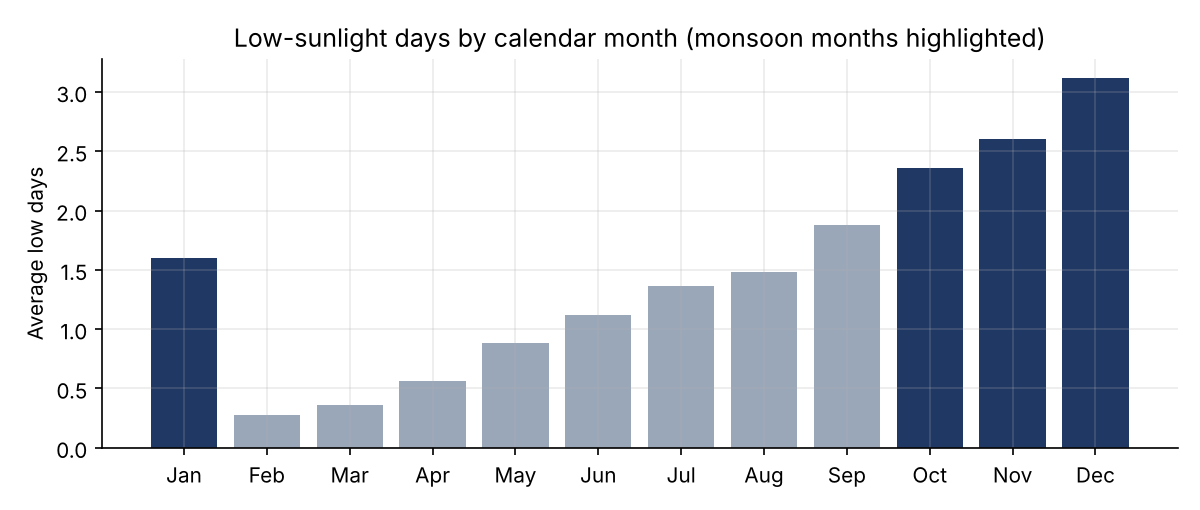 Low-sunlight days by calendar month (monsoon months highlighted)
Average low days
3.0
2.5
2.0
1.5
1.0
0.5
0.0
Jan Feb Mar Apr May Jun Jul Aug Sep Oct Nov Dec